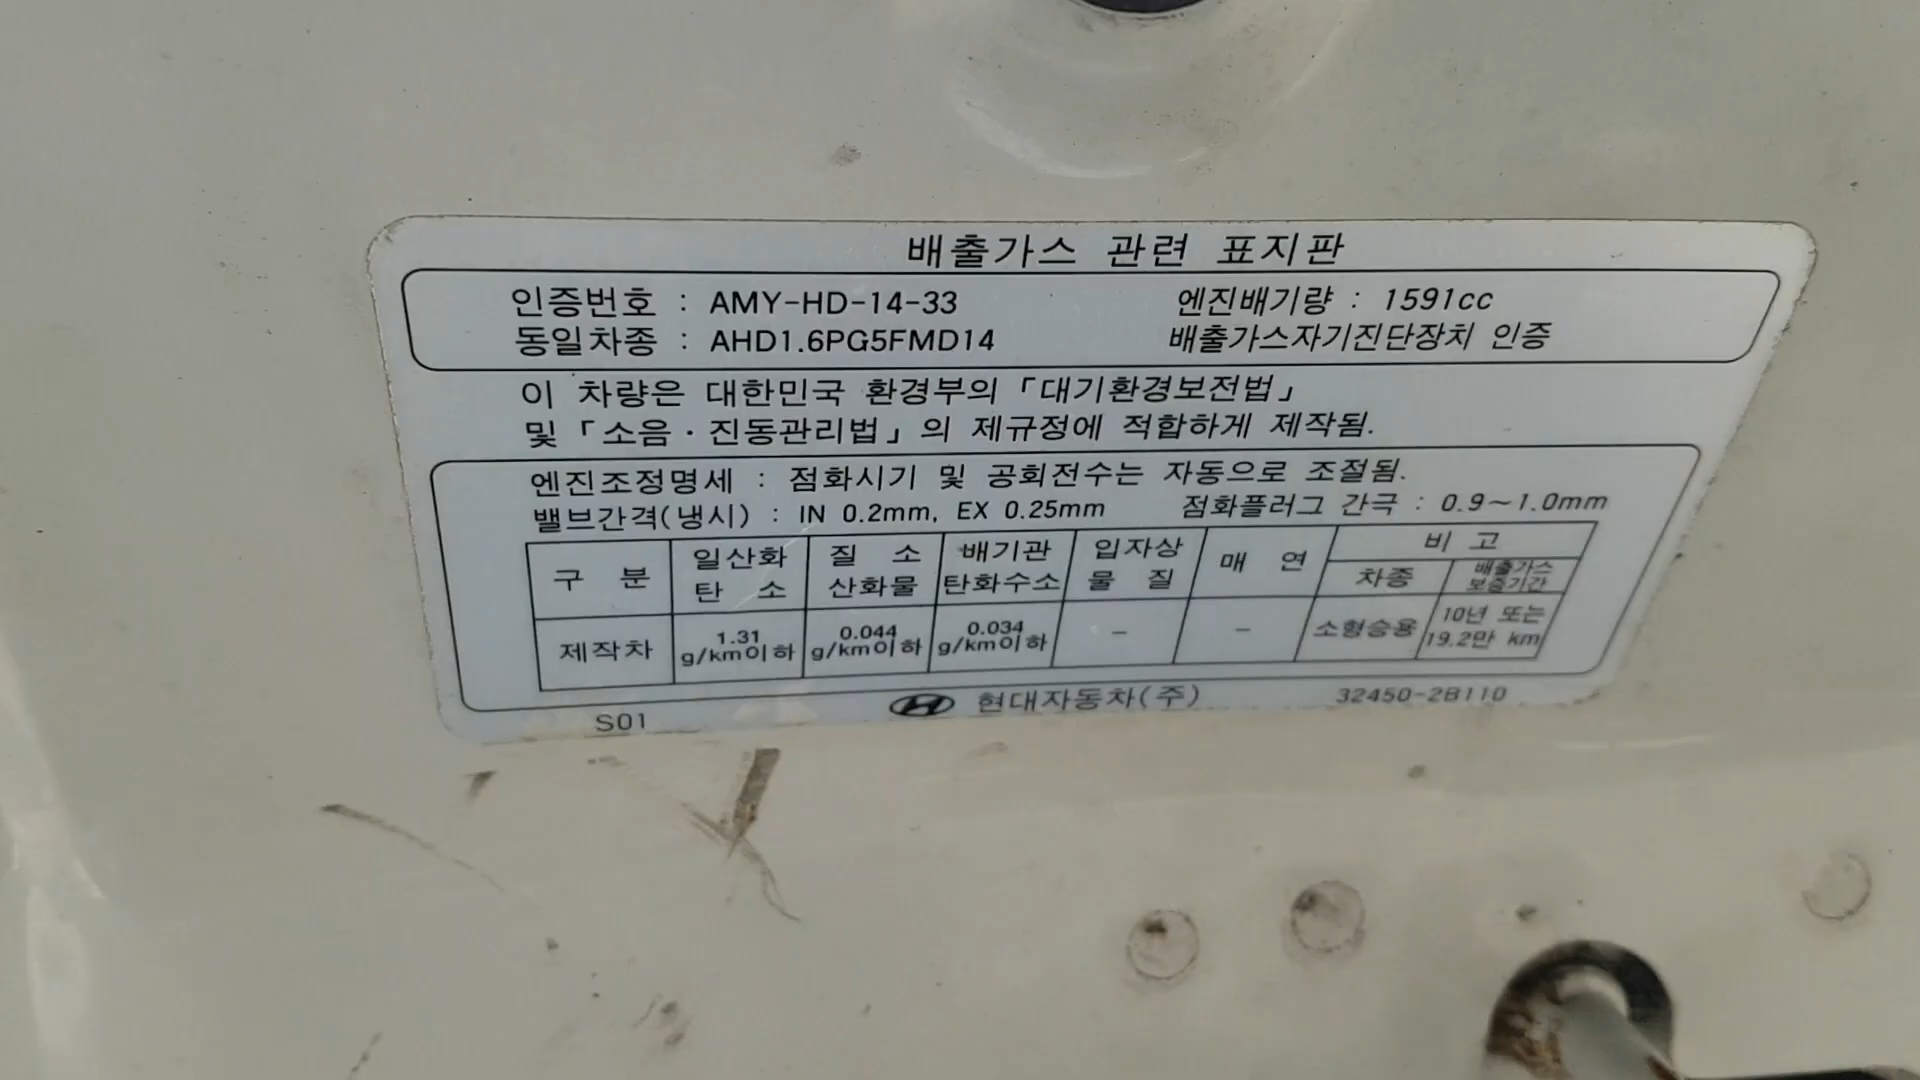 배출가스 관련 표지판
인증번호 : AMY-HD-14-33 엔진배기량 : 1591cc
동일차종 : AHD1.6PG5FMD14 배출가스자기진단장치 인증
이 차량은 대한민국 환경부의 「대기환경보전법」
및 「소음·진동관리법」의 제규정에 적합하게 제작됨.
엔진조정명세 : 점화시기 및 공회전수는 자동으로 조절됨.
밸브간격(냉시) : IN 0.2mm, EX 0.25mm 점화플러그 간극 : 0.9~1.0mm
구 분 일산화 탄 소 질 소 산화물 배기관 탄화수소 입자상 물 질 매 연 비 고
차종 배출가스 보증기간
제작차 1.31 g/km이하 0.044 g/km이하 0.034 g/km이하 - - 소형승용 10년 또는 19.2만 km
S01 현대자동차(주) 32450-2B110